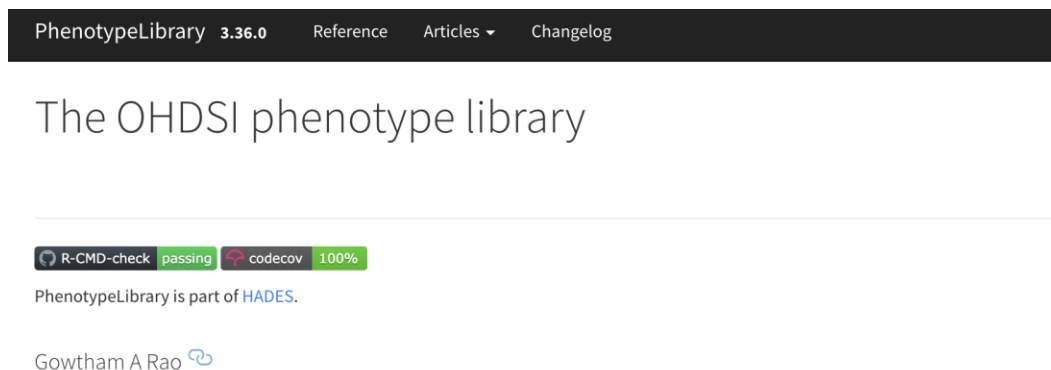 PhenotypeLibrary 3.36.0 Reference Articles Changelog
The OHDSI phenotype library
R-CMD-check passing codecov 100%
PhenotypeLibrary is part of HADES.
Gowtham A Rao